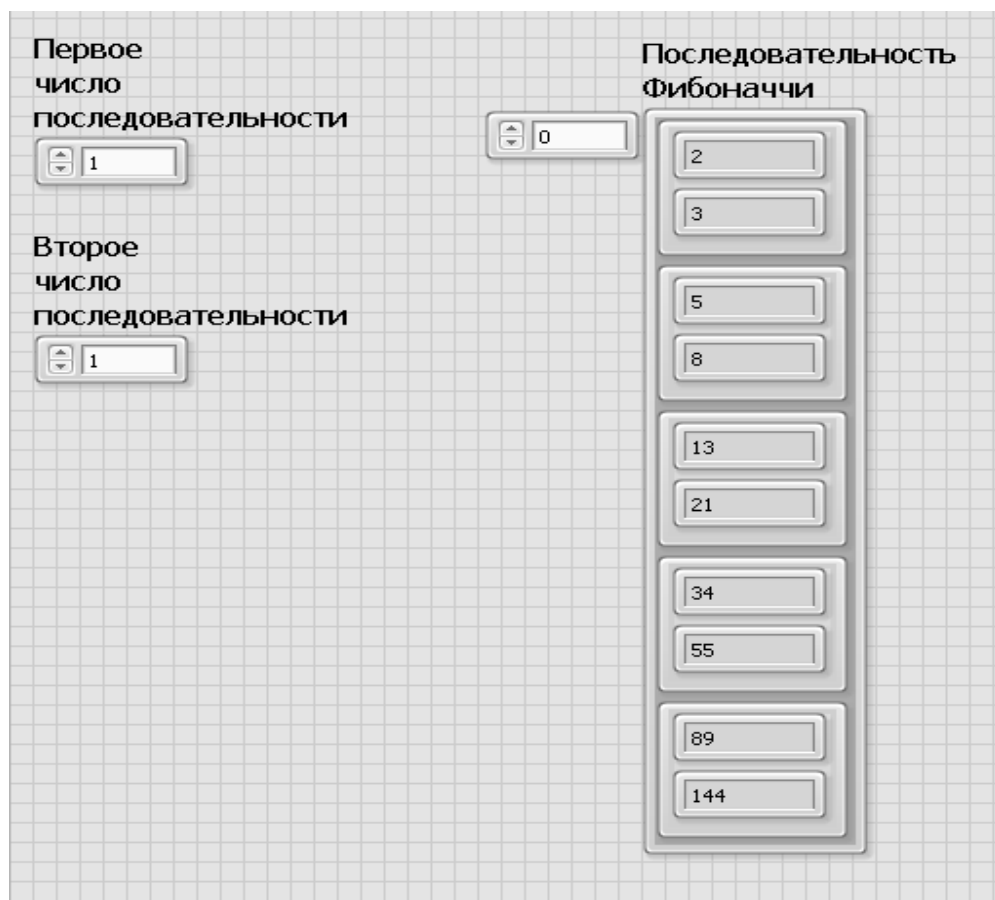 Первое
число
последовательности
1
Второе
число
последовательности
1
0
Последовательность
Фибоначчи
2
3
5
8
13
21
34
55
89
144